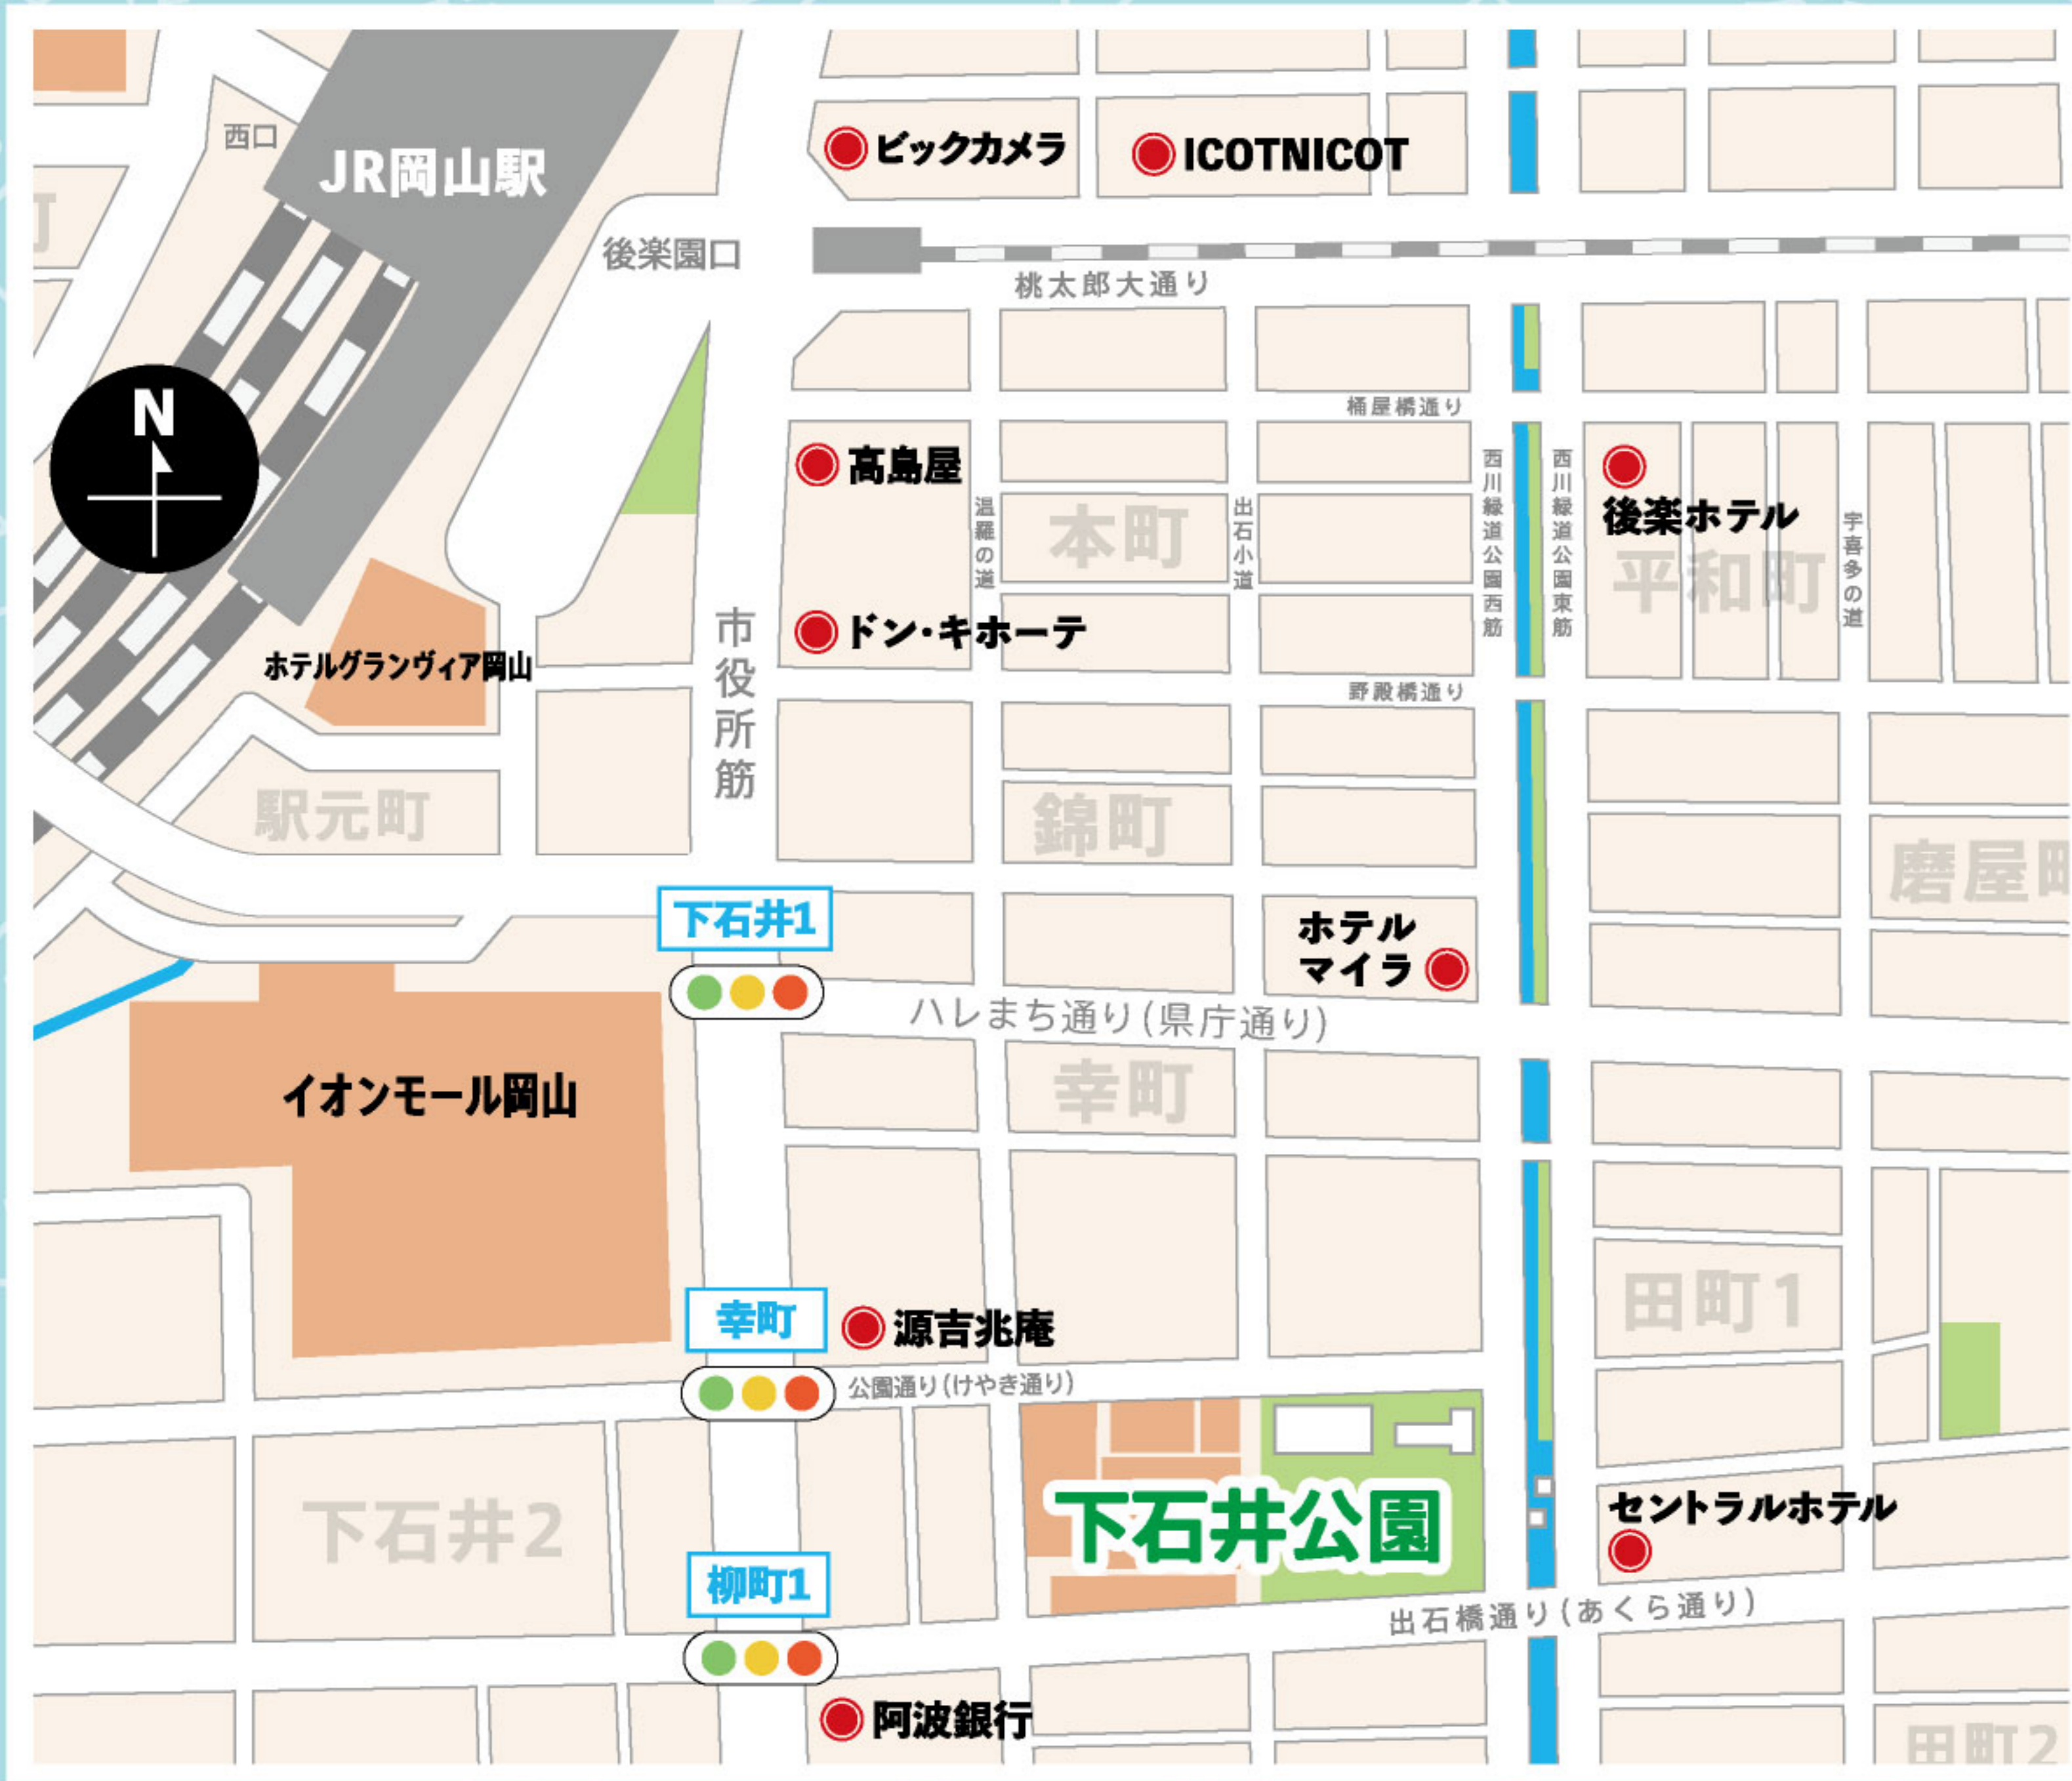 西口
JR岡山駅
ビックカメラ
ICOTNICOT
後楽園口
桃太郎大通り
N
桶屋橋通り
高島屋
温羅の道
本町
出石小道
西川緑道公園西筋
西川緑道公園東筋
後楽ホテル
平和町
宇喜多の道
ドン・キホーテ
ホテルグランヴィア岡山
市役所筋
野殿橋通り
駅元町
錦町
磨屋町
下石井1
ホテル
マイラ
ハレまち通り(県庁通り)
イオンモール岡山
幸町
田町1
幸町
源吉兆庵
公園通り(けやき通り)
下石井2
下石井公園
セントラルホテル
柳町1
出石橋通り(あくら通り)
阿波銀行
田町2